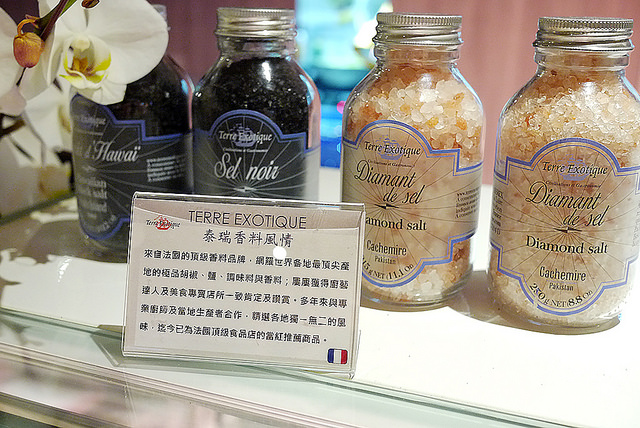 d'Hawaï
Terre Exotique
Sel noir
Terre Exotique
Diamant
de sel
amond salt
Cachemire
Pakistan
Terre Exotique
Diamant
de sel
Diamond salt
Cachemire
Pakistan
250g NET 8.8 Oz
Terre Exotique
TERRE EXOTIQUE
泰瑞香料風情
來自法國的頂級香料品牌，網羅世界各地最頂尖產
地的極品胡椒、鹽、調味料與香料；屢屢獲得廚藝
達人及美食專賣店所一致肯定及讚賞。多年來與專
業廚師及當地生產者合作，篩選各地獨一無二的風
味，迄今已為法國頂級食品店的當紅推薦商品。